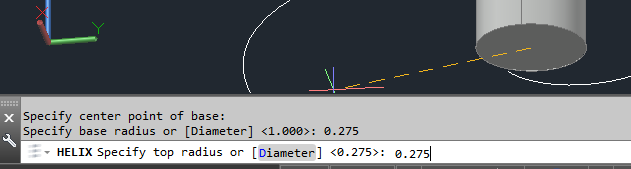 X
Y
Specify center point of base:
Specify base radius or [Diameter] <1.000>: 0.275
HELIX Specify top radius or [Diameter] <0.275>: 0.275